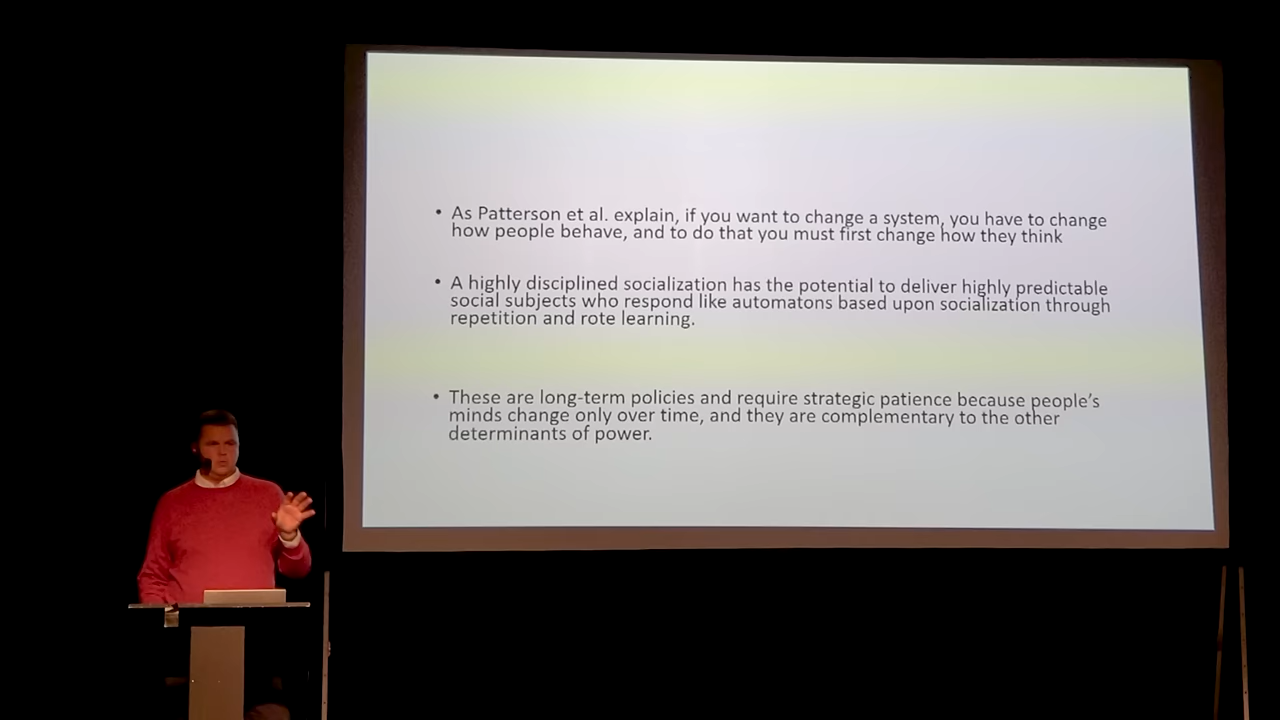 • As Patterson et al. explain, if you want to change a system, you have to change
how people behave, and to do that you must first change how they think
• A highly disciplined socialization has the potential to deliver highly predictable
social subjects who respond like automatons based upon socialization through
repetition and rote learning.
• These are long-term policies and require strategic patience because people's
minds change only over time, and they are complementary to the other
determinants of power.